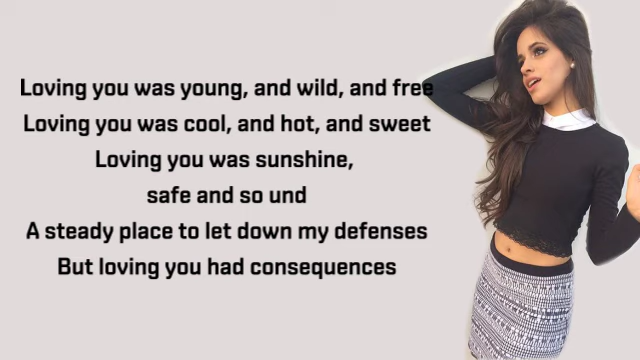 Loving you was young, and wild, and free
Loving you was cool, and hot, and sweet
Loving you was sunshine,
safe and so und
A steady place to let down my defenses
But loving you had consequences